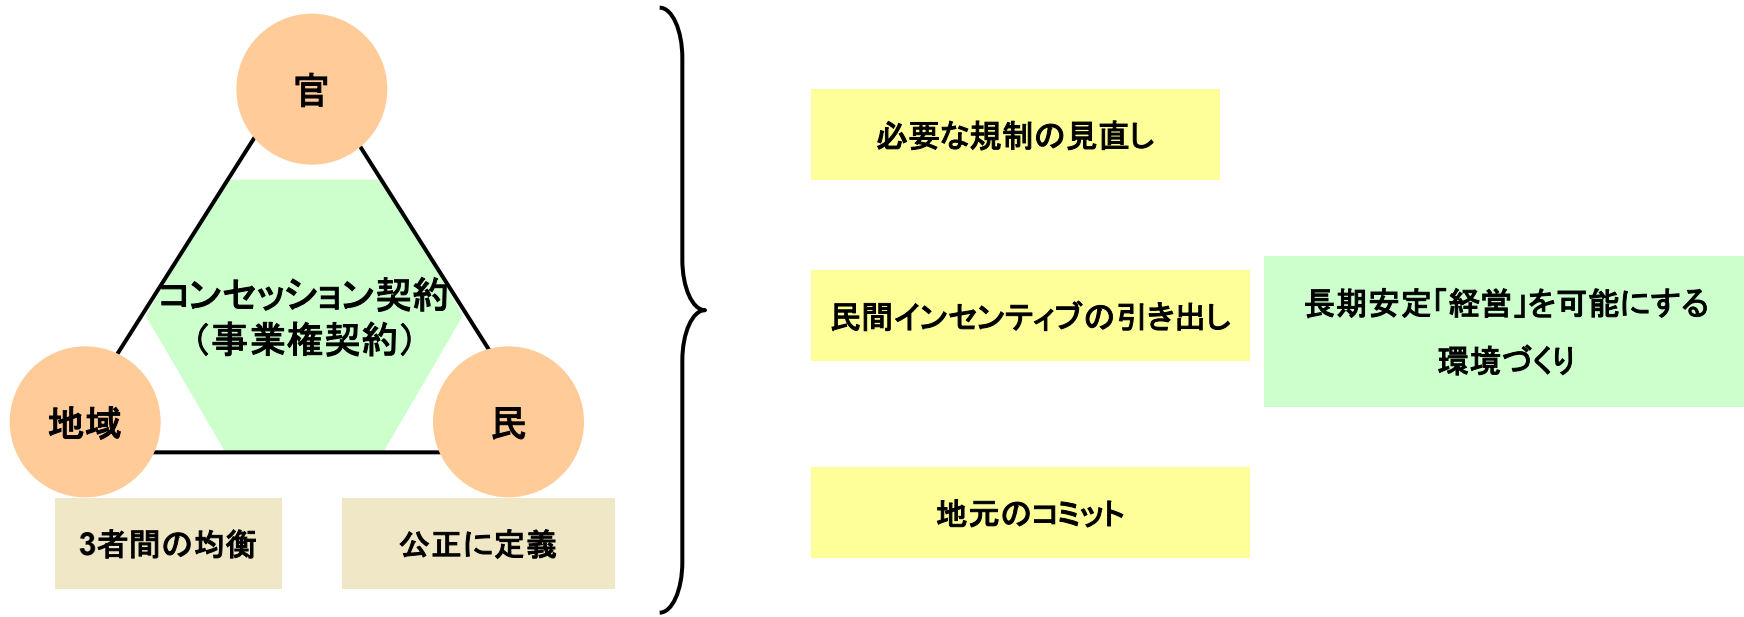 官
コンセッション契約
（事業権契約）
地域
民
3者間の均衡
公正に定義
必要な規制の見直し
民間インセンティブの引き出し
地元のコミット
長期安定｢経営｣を可能にする
環境づくり